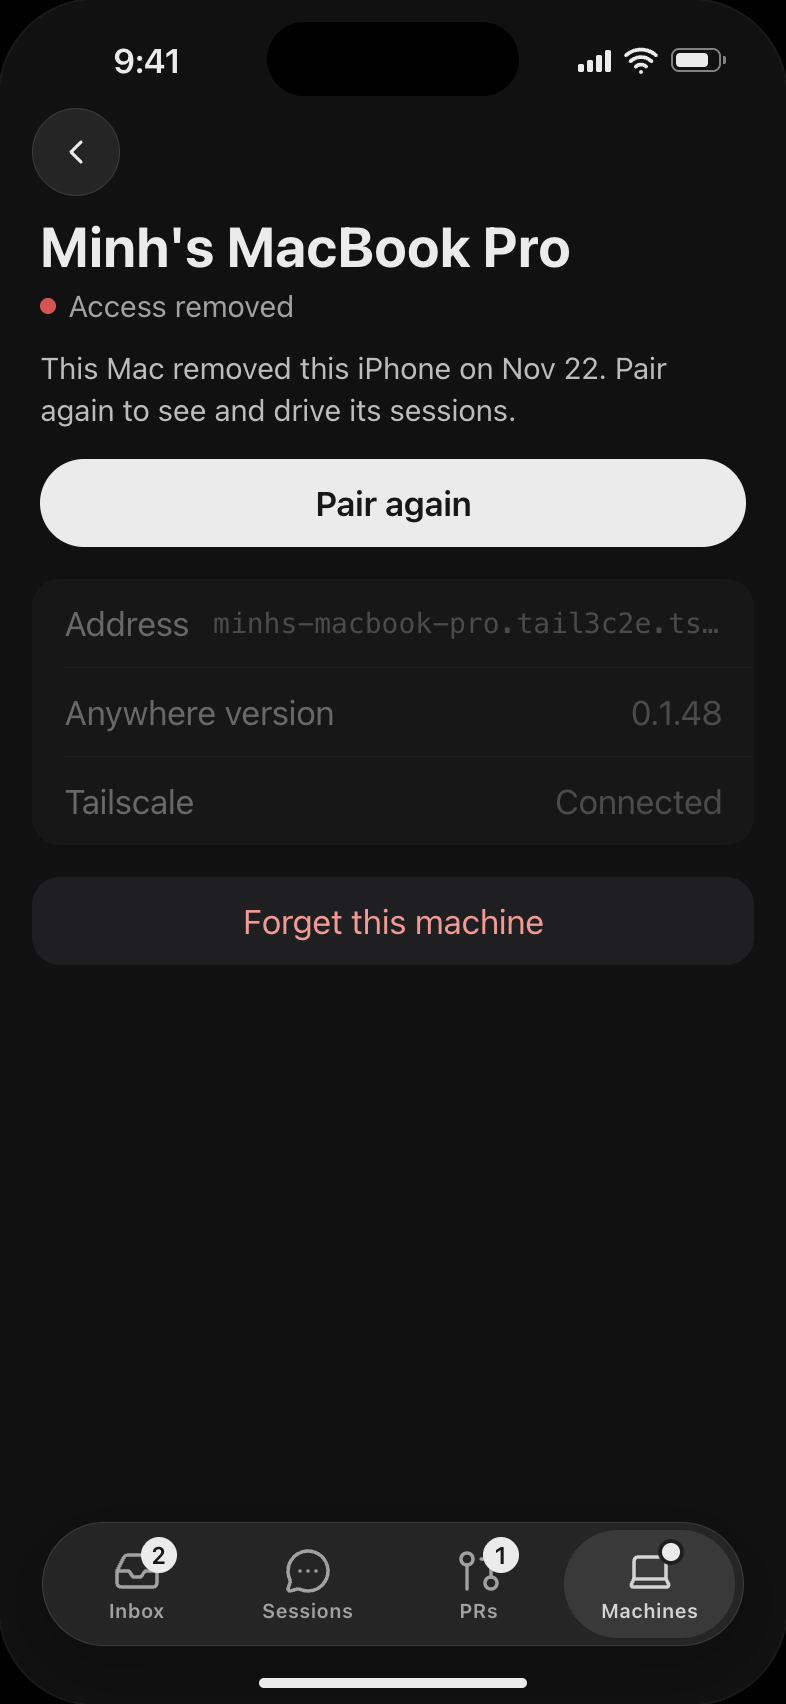 9:41
Minh's MacBook Pro
Access removed
This Mac removed this iPhone on Nov 22. Pair
again to see and drive its sessions.
Pair again
Address minhs-macbook-pro.tail3c2e.ts…
Anywhere version 0.1.48
Tailscale Connected
Forget this machine
2 1
Inbox Sessions PRs Machines